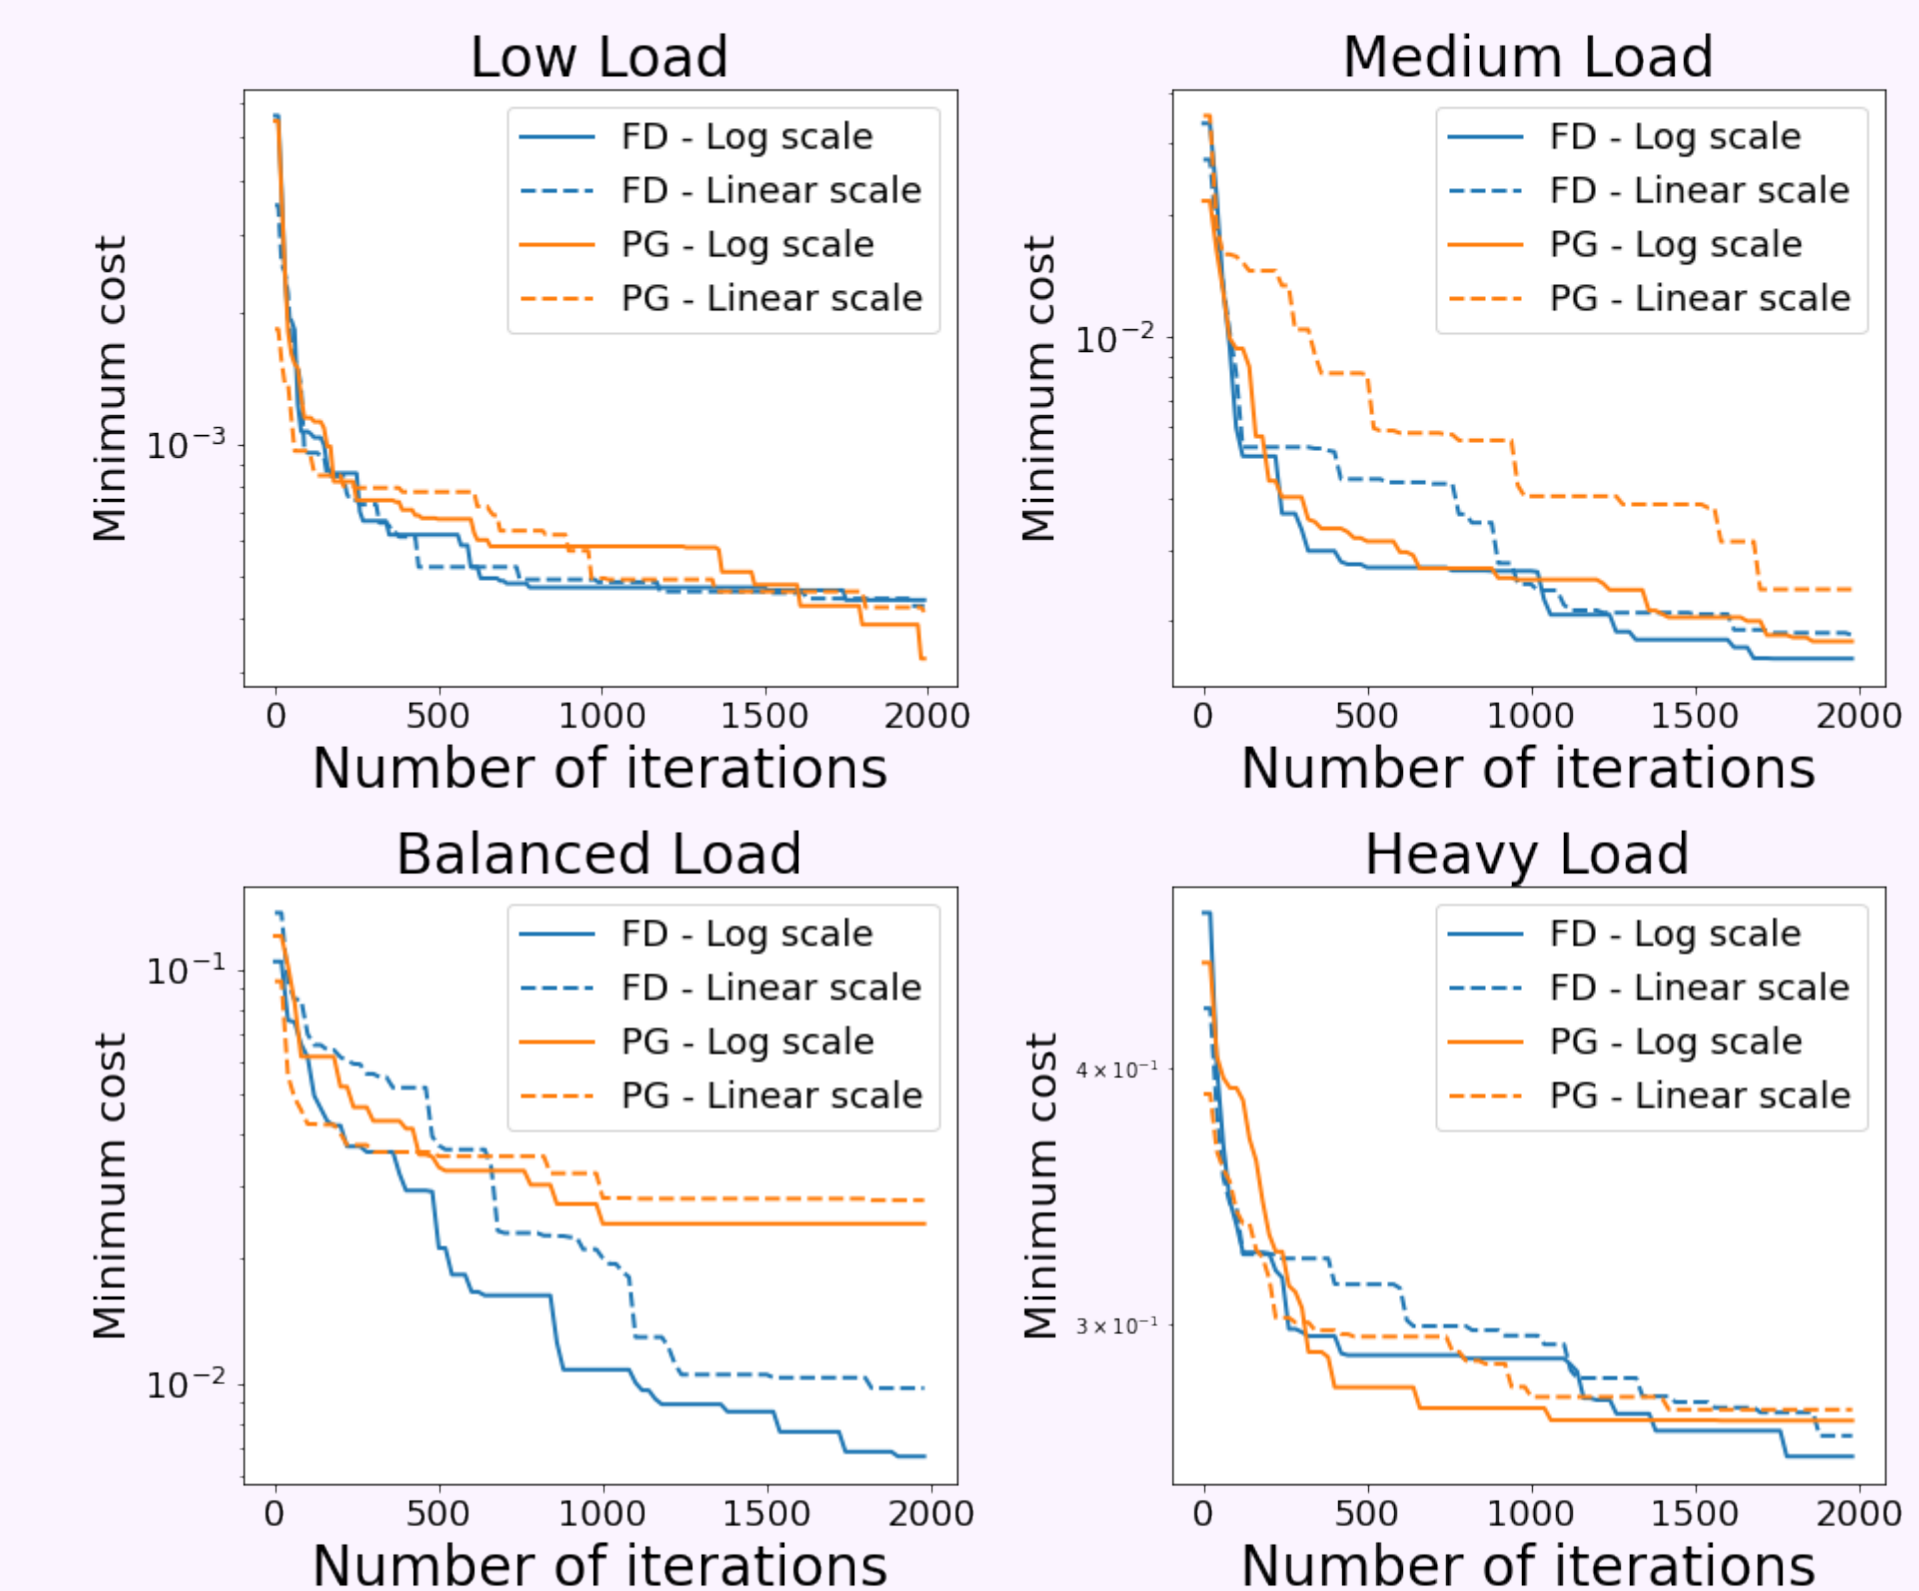 Low Load
Minimum cost
10⁻³
FD - Log scale
FD - Linear scale
PG - Log scale
PG - Linear scale
0 500 1000 1500 2000
Number of iterations
Medium Load
Minimum cost
10⁻²
FD - Log scale
FD - Linear scale
PG - Log scale
PG - Linear scale
0 500 1000 1500 2000
Number of iterations
Balanced Load
Minimum cost
10⁻¹
10⁻²
FD - Log scale
FD - Linear scale
PG - Log scale
PG - Linear scale
0 500 1000 1500 2000
Number of iterations
Heavy Load
Minimum cost
4 × 10⁻¹
3 × 10⁻¹
FD - Log scale
FD - Linear scale
PG - Log scale
PG - Linear scale
0 500 1000 1500 2000
Number of iterations